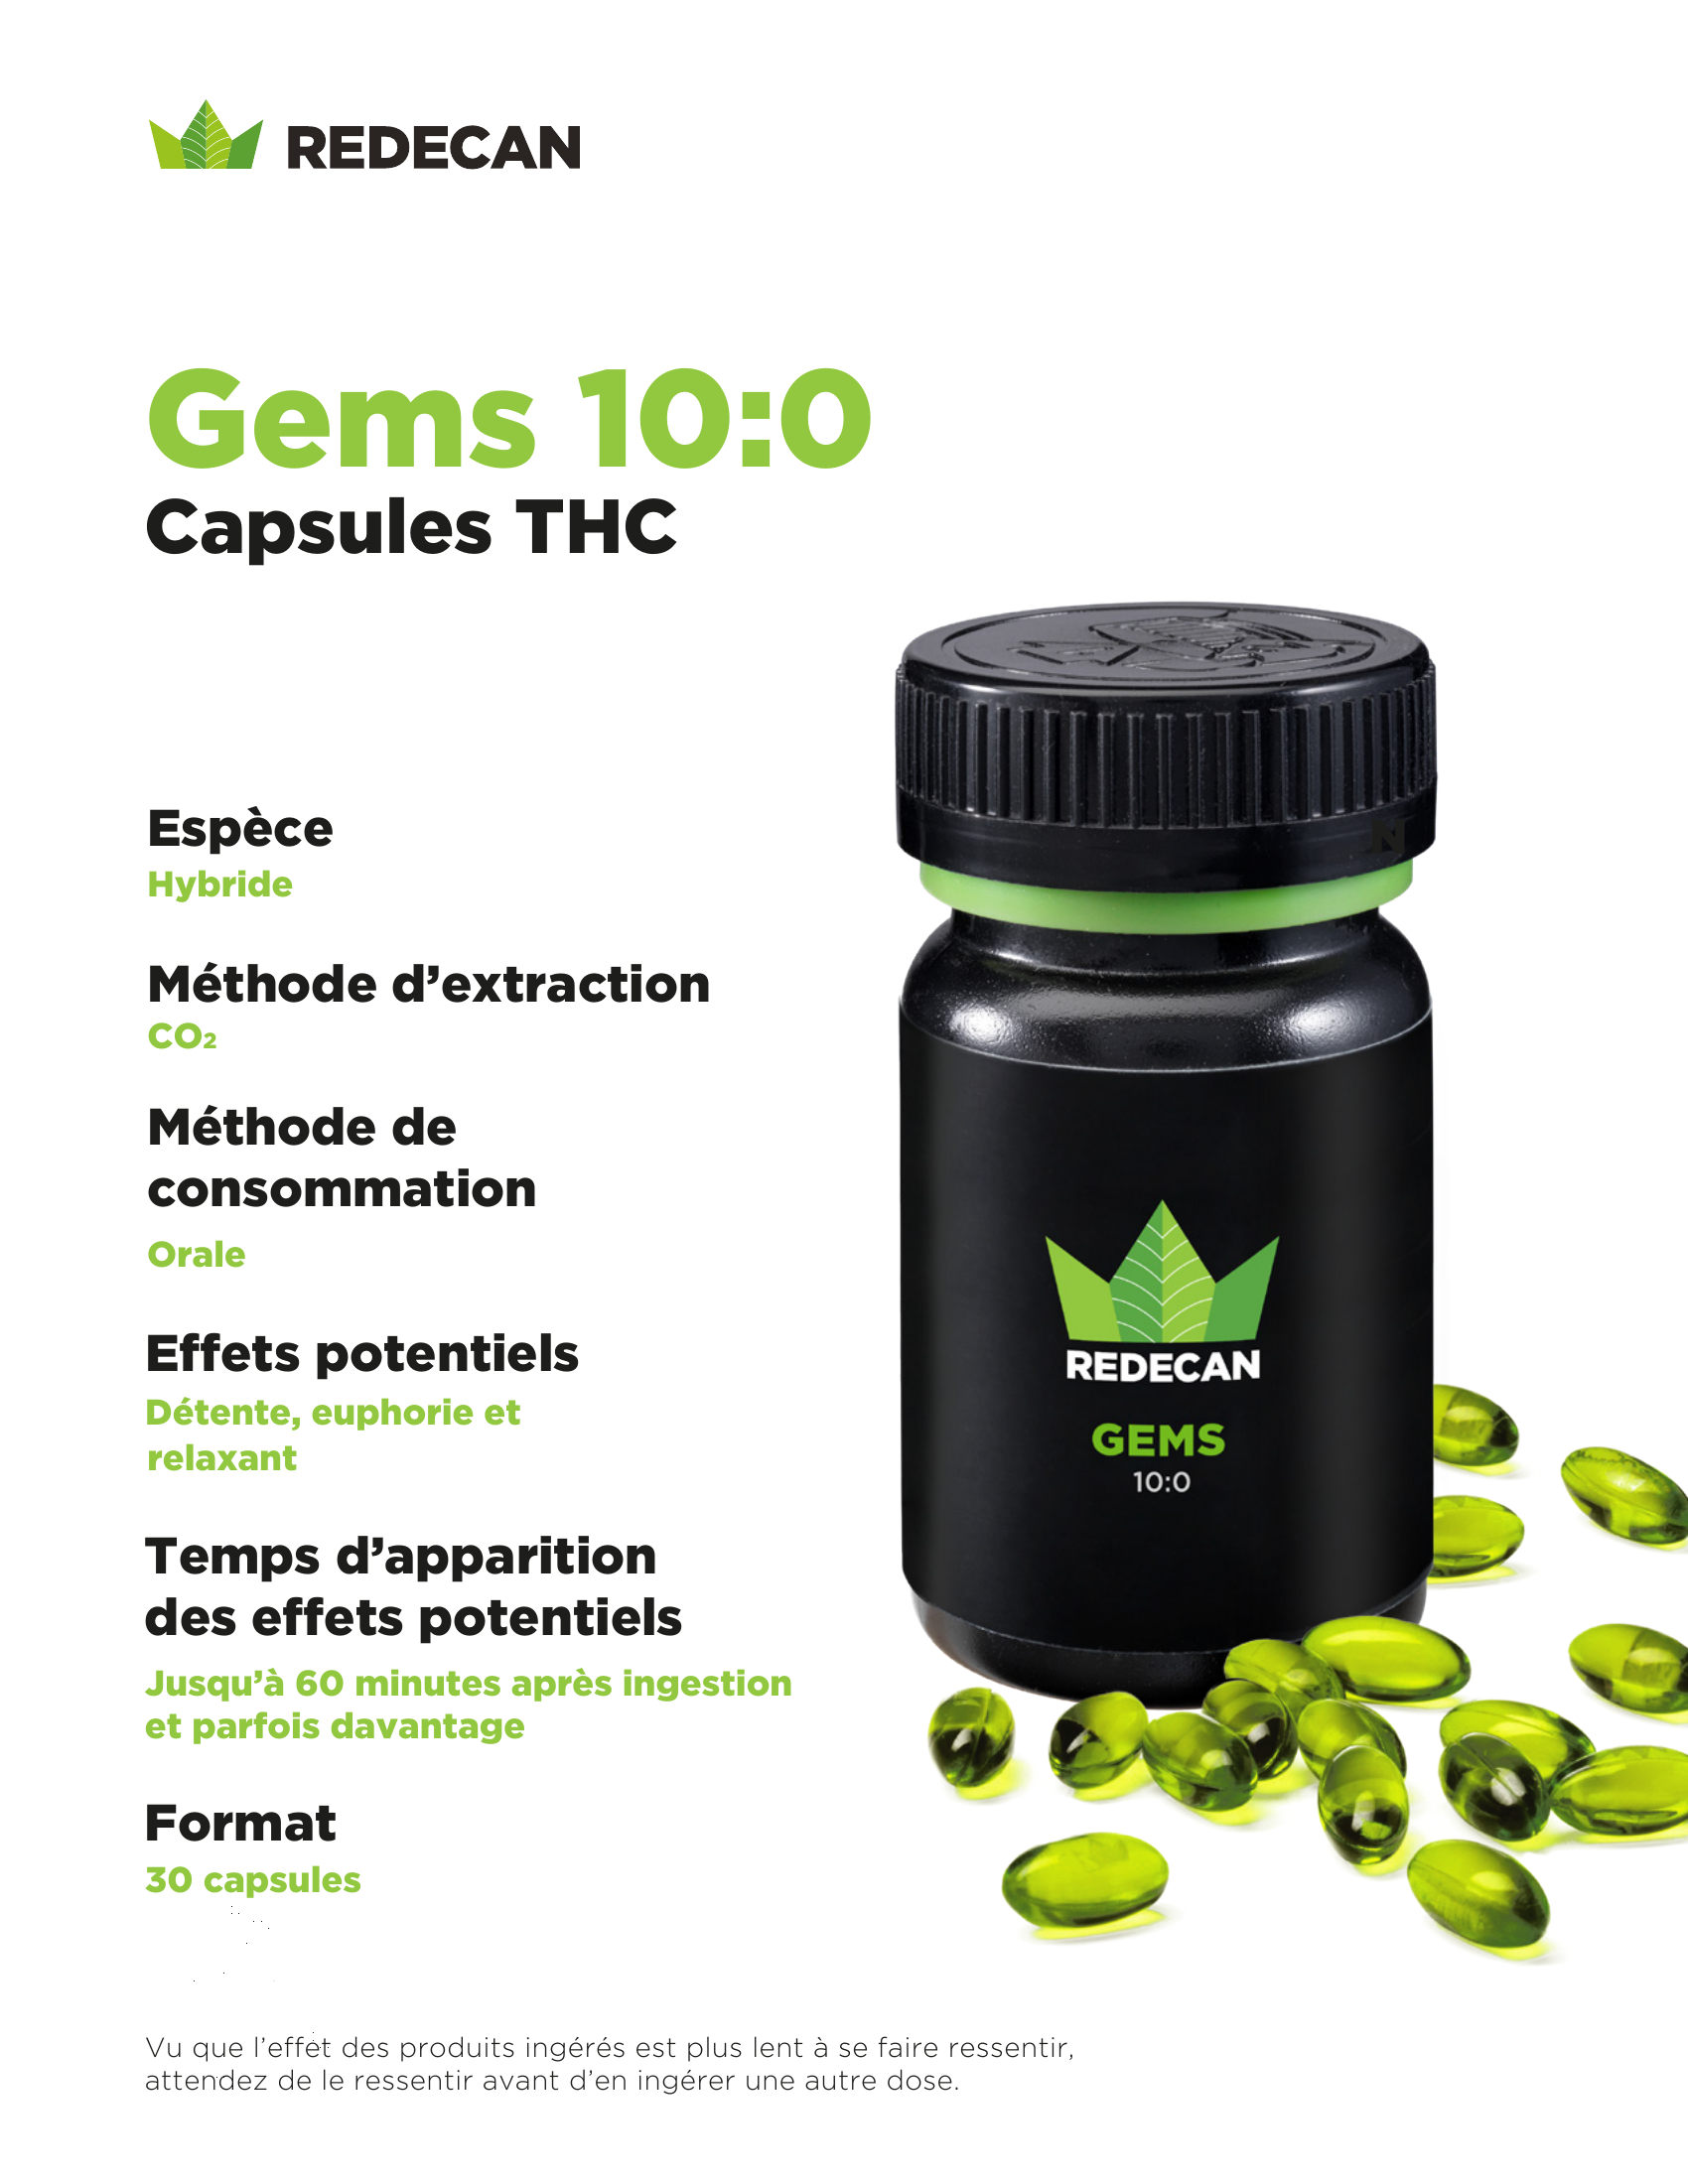 REDECAN
Gems 10:0
Capsules THC
Espèce
Hybride
Méthode d’extraction
CO₂
Méthode de
consommation
Orale
Effets potentiels
Détente, euphorie et
relaxant
Temps d’apparition
des effets potentiels
Jusqu’à 60 minutes après ingestion
et parfois davantage
Format
30 capsules
REDECAN
GEMS
10:0
Vu que l’effet des produits ingérés est plus lent à se faire ressentir,
attendez de le ressentir avant d’en ingérer une autre dose.